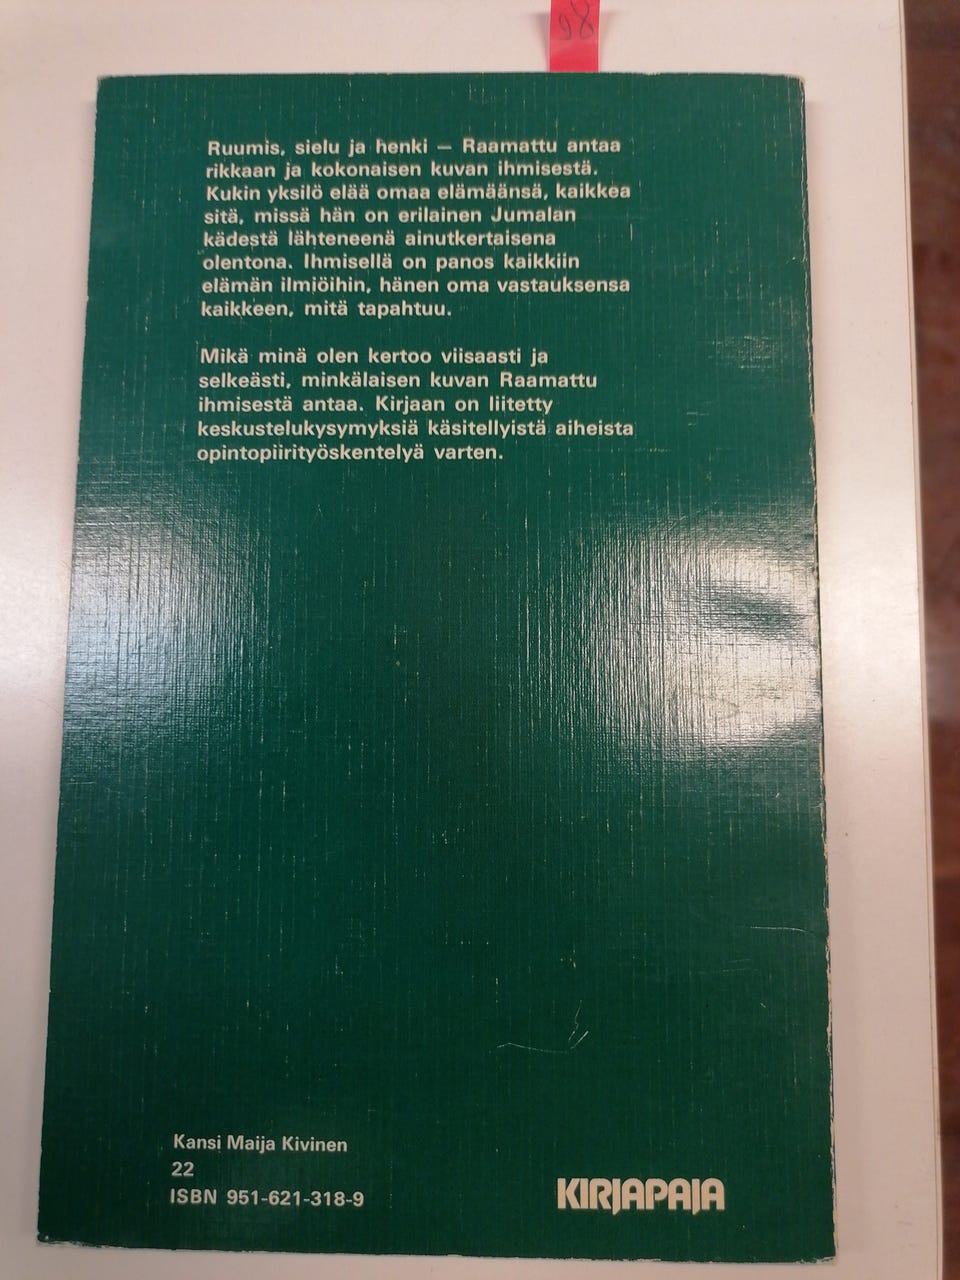 98
Ruumis, sielu ja henki — Raamattu antaa
rikkaan ja kokonaisen kuvan ihmisestä.
Kukin yksilö elää omaa elämäänsä, kaikkea
sitä, missä hän on erilainen Jumalan
kädestä lähteneenä ainutkertaisena
olentona. Ihmisellä on panos kaikkiin
elämän ilmiöihin, hänen oma vastauksensa
kaikkeen, mitä tapahtuu.
Mikä minä olen kertoo viisaasti ja
selkeästi, minkälaisen kuvan Raamattu
ihmisestä antaa. Kirjaan on liitetty
keskustelukysymyksiä käsitellyistä aiheista
opintopiirityöskentelyä varten.
Kansi Maija Kivinen
22
ISBN 951-621-318-9
KIRJAPAJA